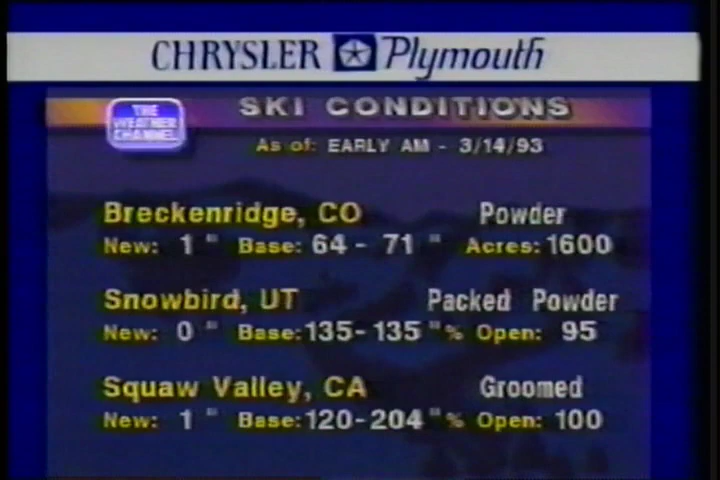 CHRYSLER Plymouth
THE WEATHER CHANNEL
SKI CONDITIONS
As of: EARLY AM - 3/14/93
Breckenridge, CO Powder
New: 1 " Base: 64 - 71 " Acres: 1600
Snowbird, UT Packed Powder
New: 0 " Base: 135-135 " % Open: 95
Squaw Valley, CA Groomed
New: 1 " Base: 120-204 " % Open: 100